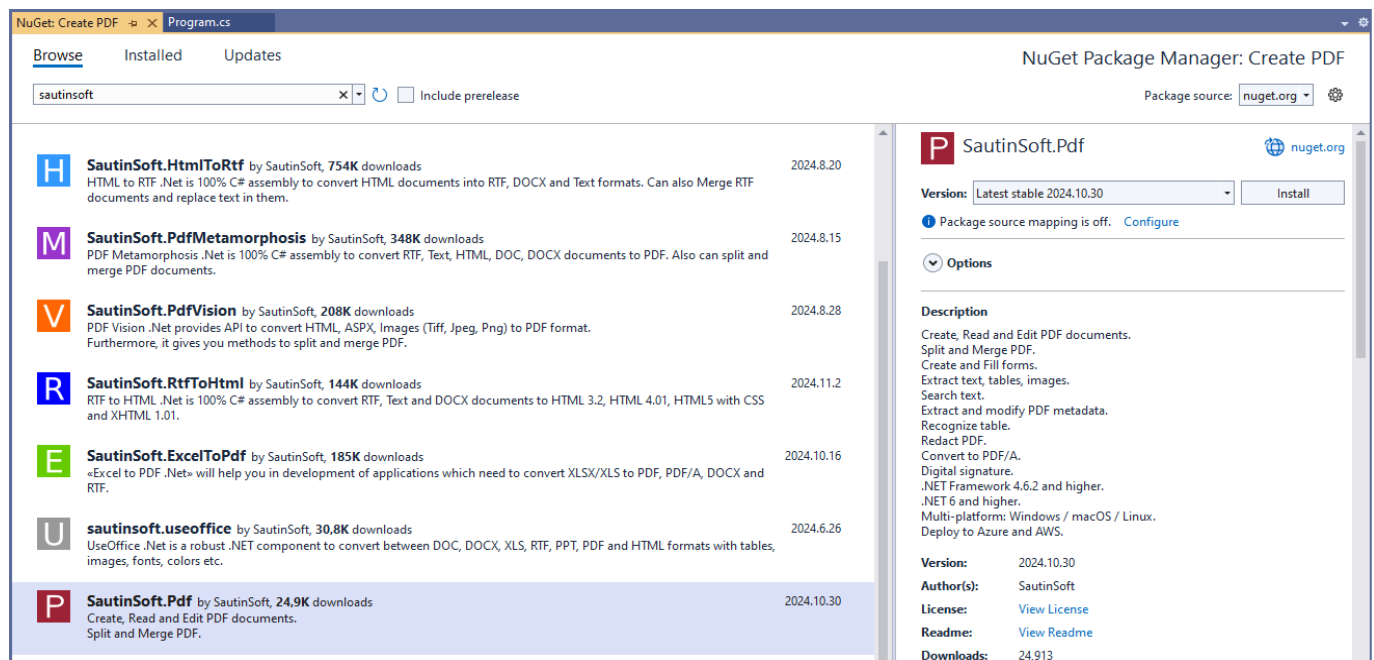 NuGet: Create PDF
Program.cs
Browse Installed Updates
NuGet Package Manager: Create PDF
sautinsoft
Include prerelease
Package source: nuget.org
H
SautinSoft.HtmlToRtf by SautinSoft, 754K downloads
2024.8.20
HTML to RTF .Net is 100% C# assembly to convert HTML documents into RTF, DOCX and Text formats. Can also Merge RTF
documents and replace text in them.
M
SautinSoft.PdfMetamorphosis by SautinSoft, 348K downloads
2024.8.15
PDF Metamorphosis .Net is 100% C# assembly to convert RTF, Text, HTML, DOC, DOCX documents to PDF. Also can split and
merge PDF documents.
V
SautinSoft.PdfVision by SautinSoft, 208K downloads
2024.8.28
PDF Vision .Net provides API to convert HTML, ASPX, Images (Tiff, Jpeg, Png) to PDF format.
Furthermore, it gives you methods to split and merge PDF.
R
SautinSoft.RtfToHtml by SautinSoft, 144K downloads
2024.11.2
RTF to HTML .Net is 100% C# assembly to convert RTF, Text and DOCX documents to HTML 3.2, HTML 4.01, HTML5 with CSS
and XHTML 1.01.
E
SautinSoft.ExcelToPdf by SautinSoft, 185K downloads
2024.10.16
«Excel to PDF .Net» will help you in development of applications which need to convert XLSX/XLS to PDF, PDF/A, DOCX and
RTF.
U
sautinsoft.useoffice by SautinSoft, 30,8K downloads
2024.6.26
UseOffice .Net is a robust .NET component to convert between DOC, DOCX, XLS, RTF, PPT, PDF and HTML formats with tables,
images, fonts, colors etc.
P
SautinSoft.Pdf by SautinSoft, 24,9K downloads
2024.10.30
Create, Read and Edit PDF documents.
Split and Merge PDF.
P
SautinSoft.Pdf
nuget.org
Version: Latest stable 2024.10.30
Install
Package source mapping is off. Configure
Options
Description
Create, Read and Edit PDF documents.
Split and Merge PDF.
Create and Fill forms.
Extract text, tables, images.
Search text.
Extract and modify PDF metadata.
Recognize table.
Redact PDF.
Convert to PDF/A.
Digital signature.
.NET Framework 4.6.2 and higher.
.NET 6 and higher.
Multi-platform: Windows / macOS / Linux.
Deploy to Azure and AWS.
Version: 2024.10.30
Author(s): SautinSoft
License: View License
Readme: View Readme
Downloads: 24.913